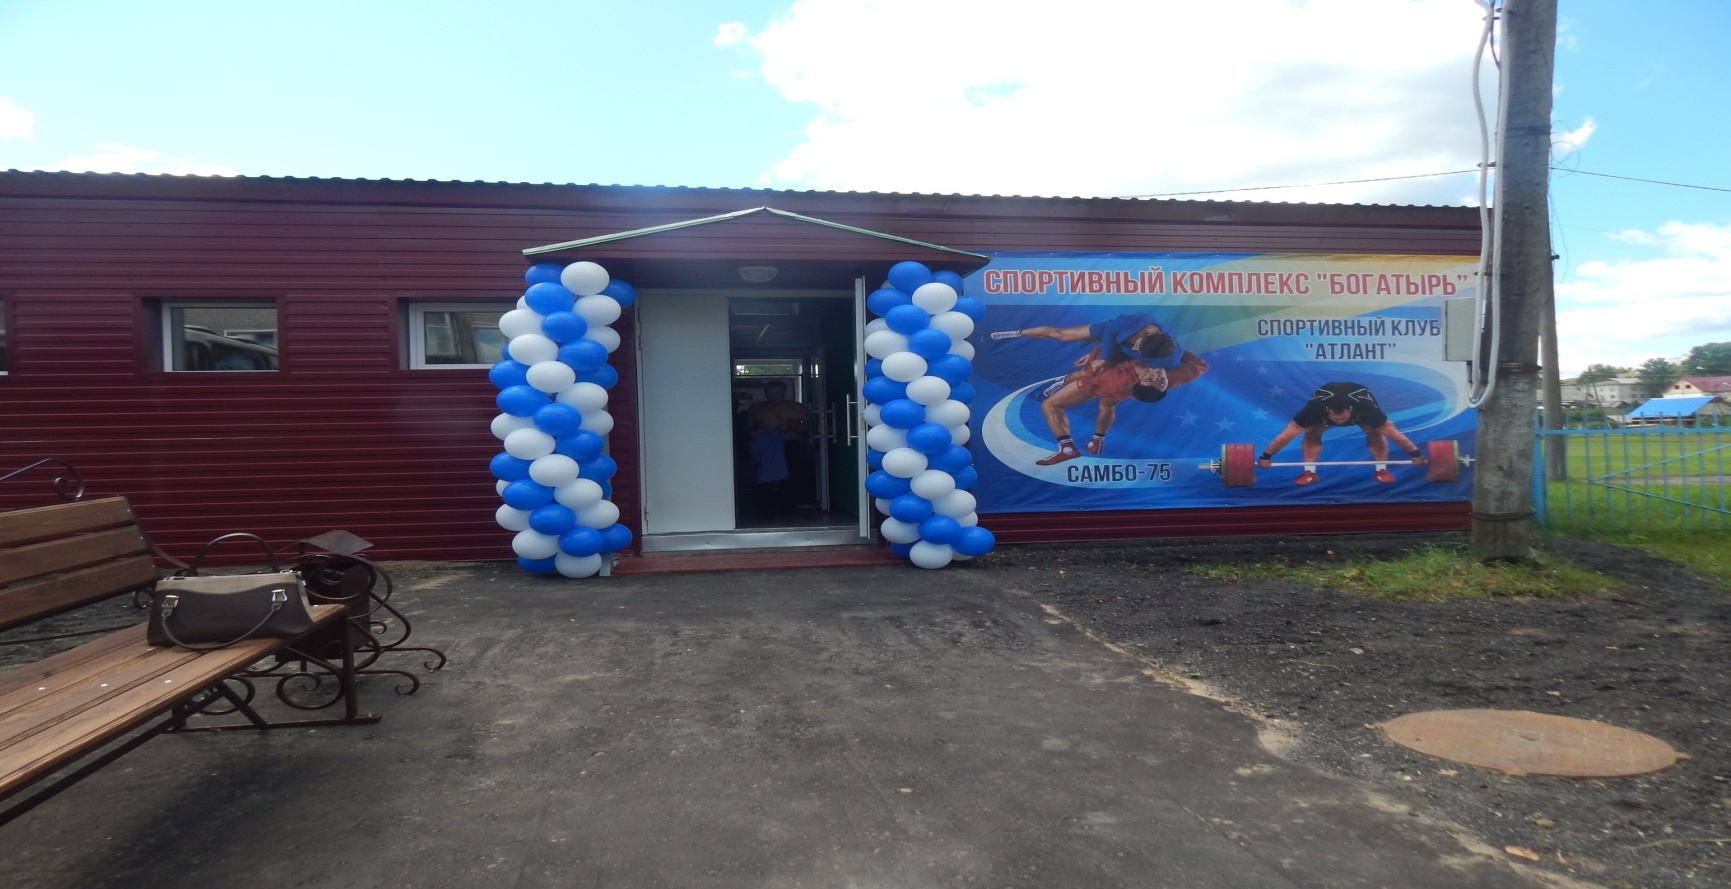 СПОРТИВНЫЙ КОМПЛЕКС "БОГАТЫРЬ"
СПОРТИВНЫЙ КЛУБ
"АТЛАНТ"
САМБО-75